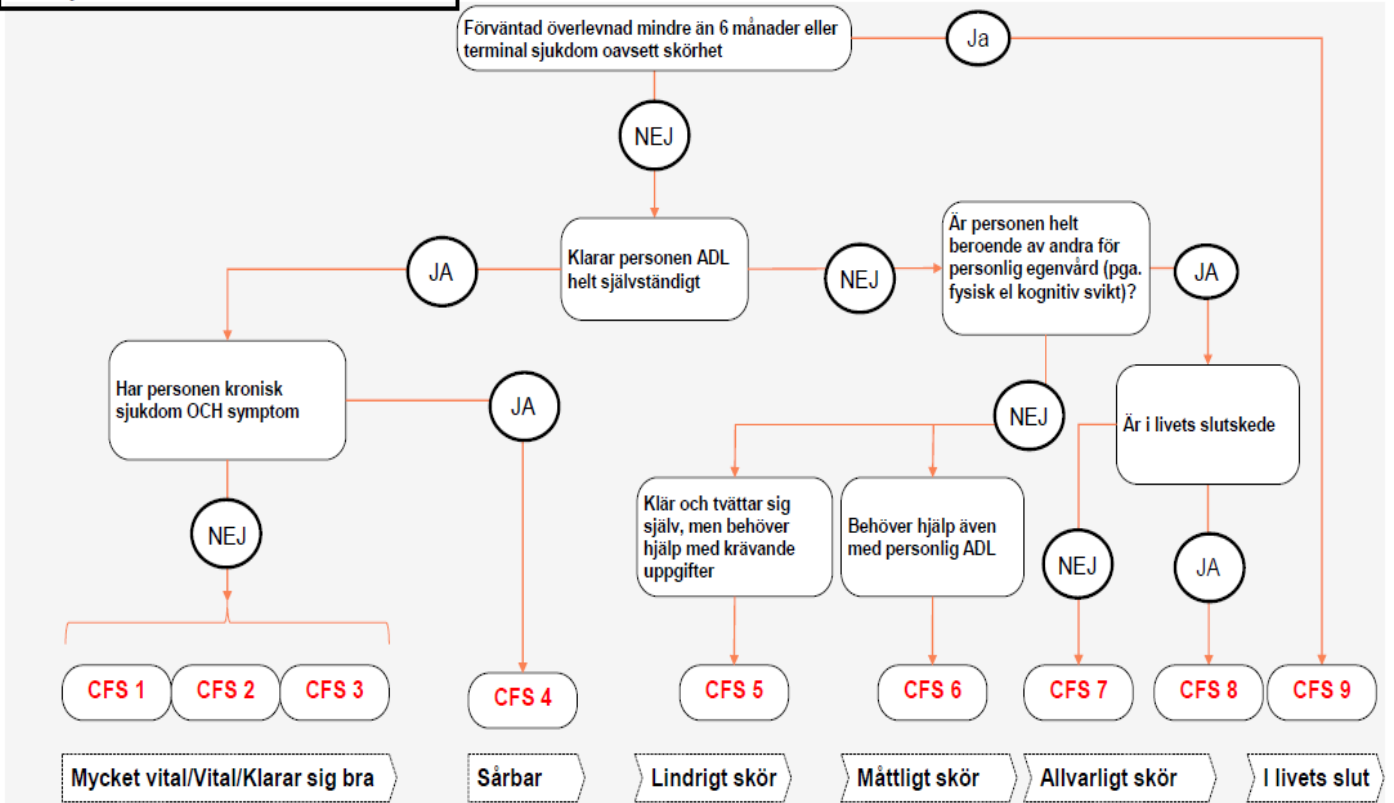 Förväntad överlevnad mindre än 6 månader eller
terminal sjukdom oavsett skörhet
Ja
NEJ
Klarar personen ADL
helt självständigt
JA
NEJ
Är personen helt
beroende av andra för
personlig egenvård (pga.
fysisk el kognitiv svikt)?
JA
Har personen kronisk
sjukdom OCH symptom
JA
NEJ
Är i livets slutskede
NEJ
Klär och tvättar sig
själv, men behöver
hjälp med krävande
uppgifter
Behöver hjälp även
med personlig ADL
NEJ
JA
CFS 1
CFS 2
CFS 3
CFS 4
CFS 5
CFS 6
CFS 7
CFS 8
CFS 9
Mycket vital/Vital/Klarar sig bra
Sårbar
Lindrigt skör
Måttligt skör
Allvarligt skör
I livets slut